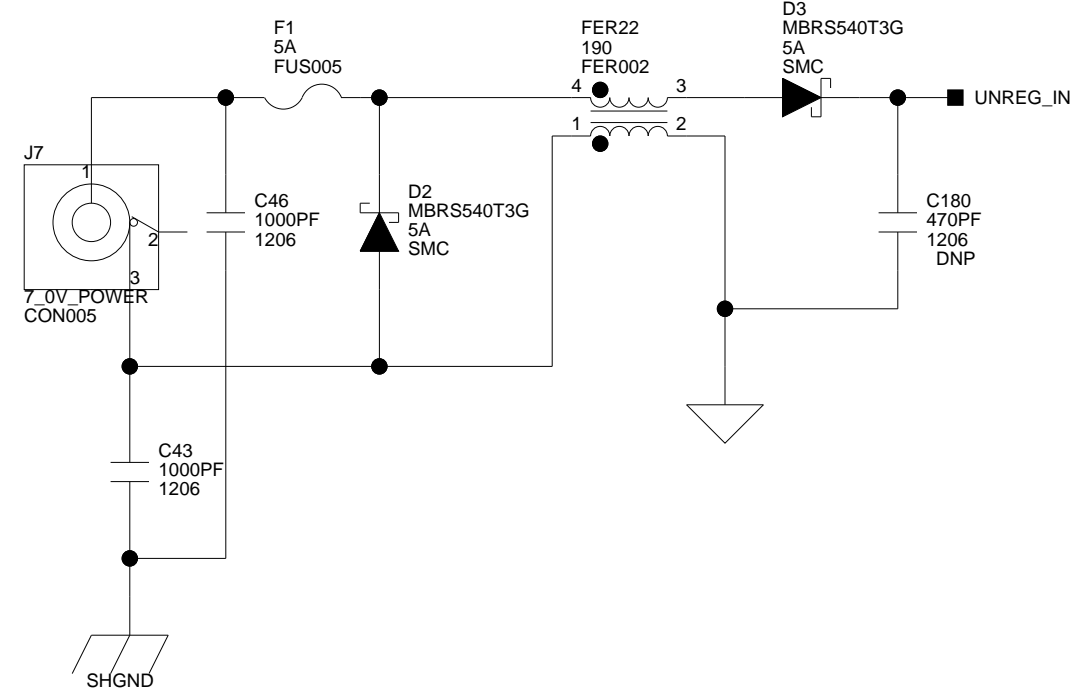 F1
5A
FUS005
FER22
190
FER002
D3
MBRS540T3G
5A
SMC
4
3
1
2
UNREG_IN
J7
1
2
3
7_0V_POWER
CON005
C46
1000PF
1206
D2
MBRS540T3G
5A
SMC
C180
470PF
1206
DNP
C43
1000PF
1206
SHGND